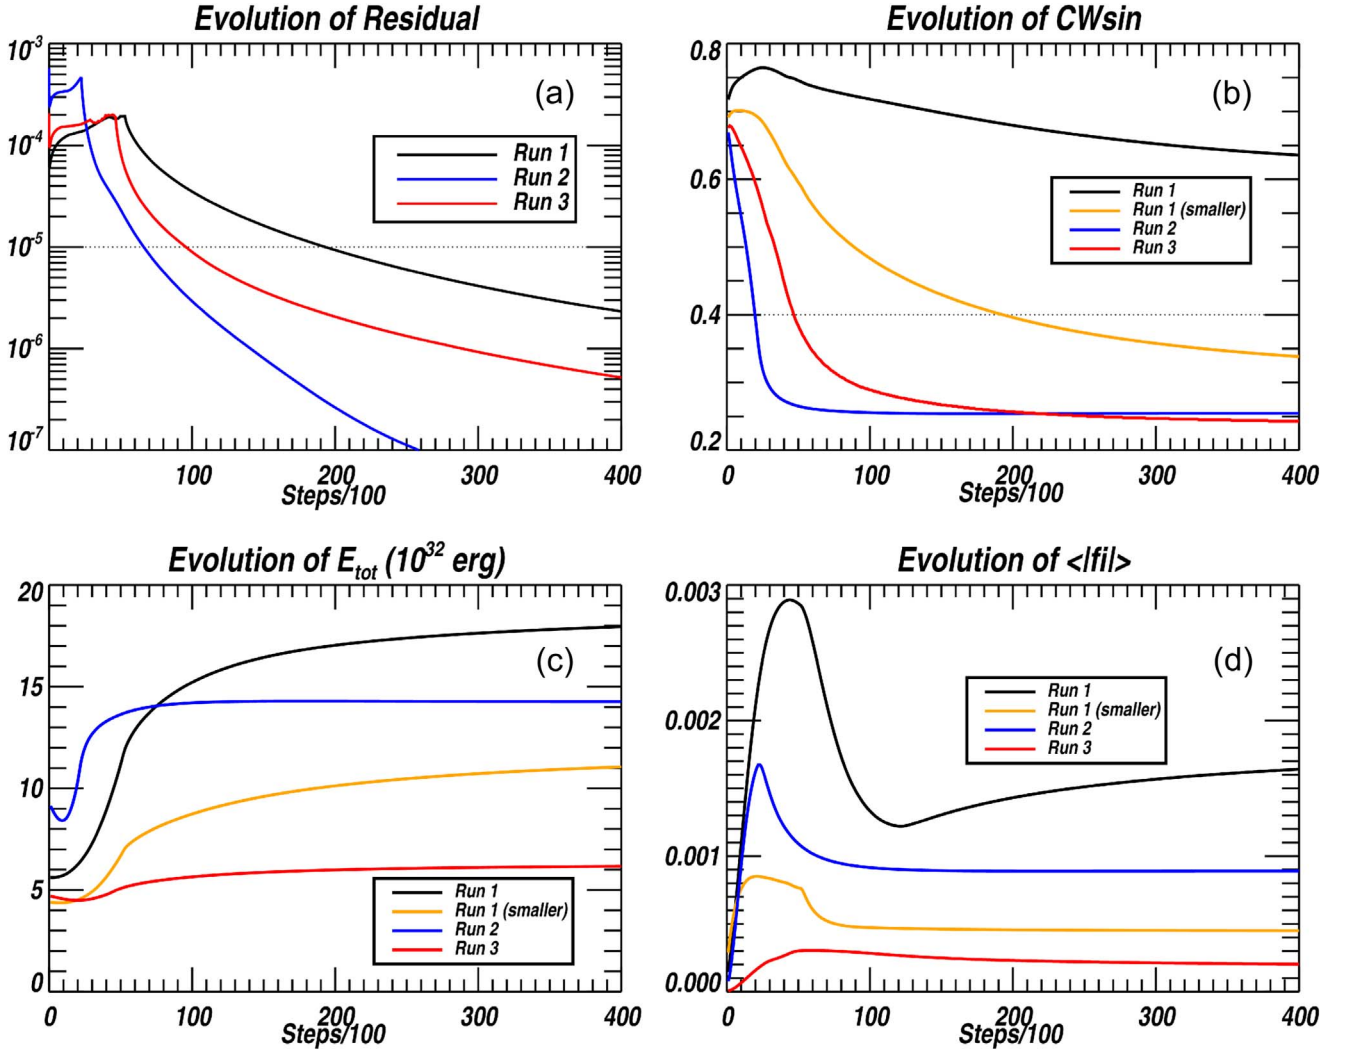 Evolution of Residual
10^-3
10^-4
10^-5
10^-6
10^-7
(a)
Run 1
Run 2
Run 3
0 100 200 300 400
Steps/100
Evolution of CWsin
0.8
0.6
0.4
0.2
(b)
Run 1
Run 1 (smaller)
Run 2
Run 3
0 100 200 300 400
Steps/100
Evolution of E_tot (10^32 erg)
20
15
10
5
0
(c)
Run 1
Run 1 (smaller)
Run 2
Run 3
0 100 200 300 400
Steps/100
Evolution of <|fi|>
0.003
0.002
0.001
0.000
(d)
Run 1
Run 1 (smaller)
Run 2
Run 3
0 100 200 300 400
Steps/100